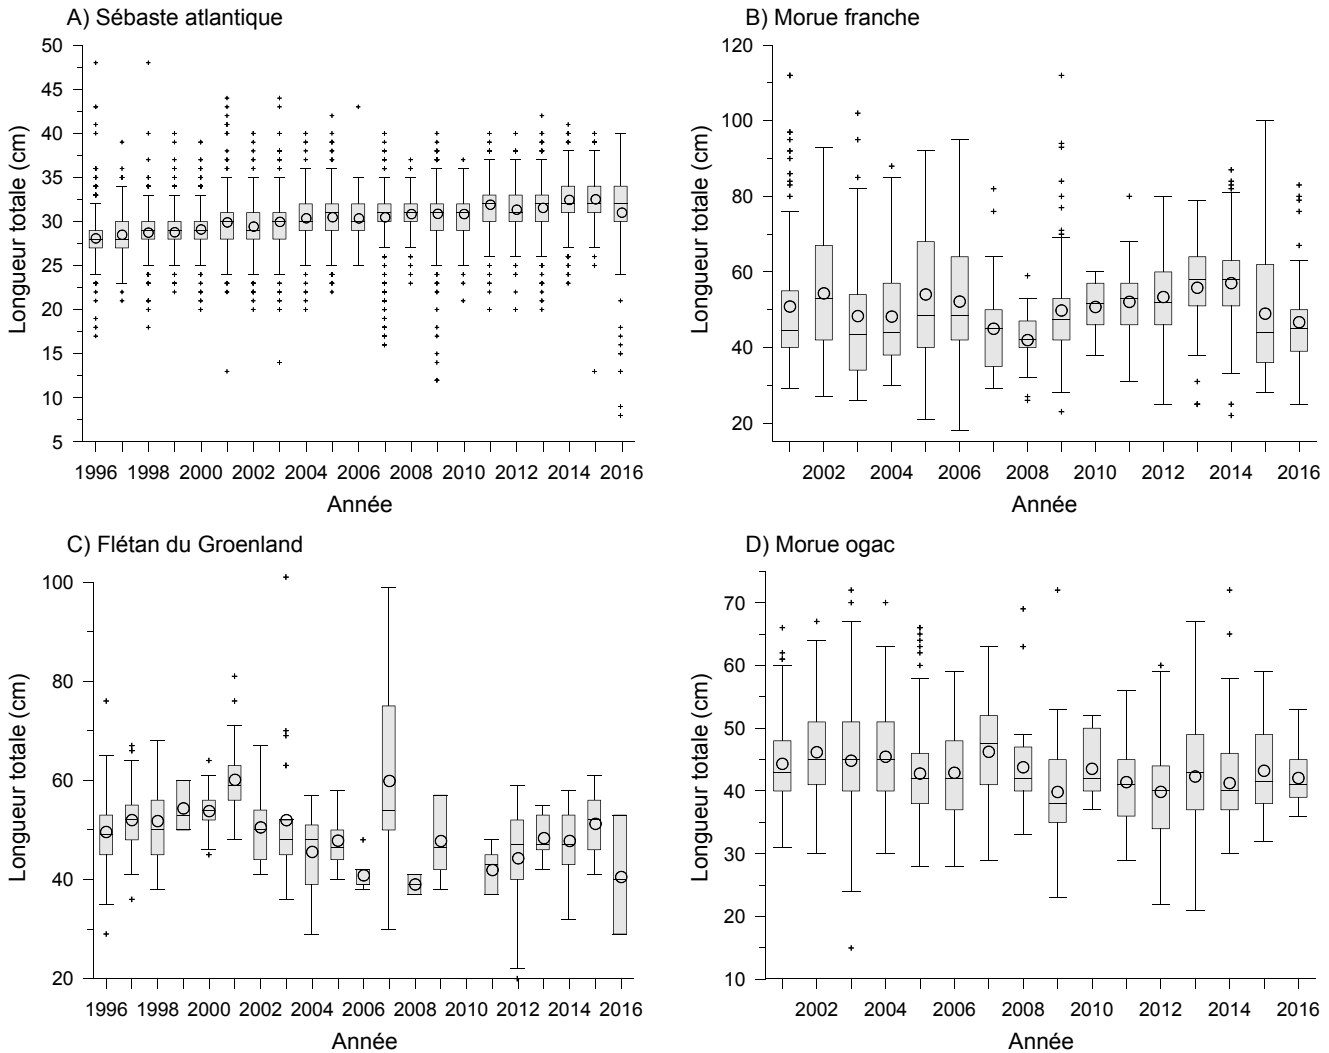 A) Sébaste atlantique
50
45
40
35
30
25
20
15
10
5
Longueur totale (cm)
1996 1998 2000 2002 2004 2006 2008 2010 2012 2014 2016
Année
B) Morue franche
120
100
80
60
40
20
Longueur totale (cm)
2002 2004 2006 2008 2010 2012 2014 2016
Année
C) Flétan du Groenland
100
80
60
40
20
Longueur totale (cm)
1996 1998 2000 2002 2004 2006 2008 2010 2012 2014 2016
Année
D) Morue ogac
70
60
50
40
30
20
10
Longueur totale (cm)
2002 2004 2006 2008 2010 2012 2014 2016
Année